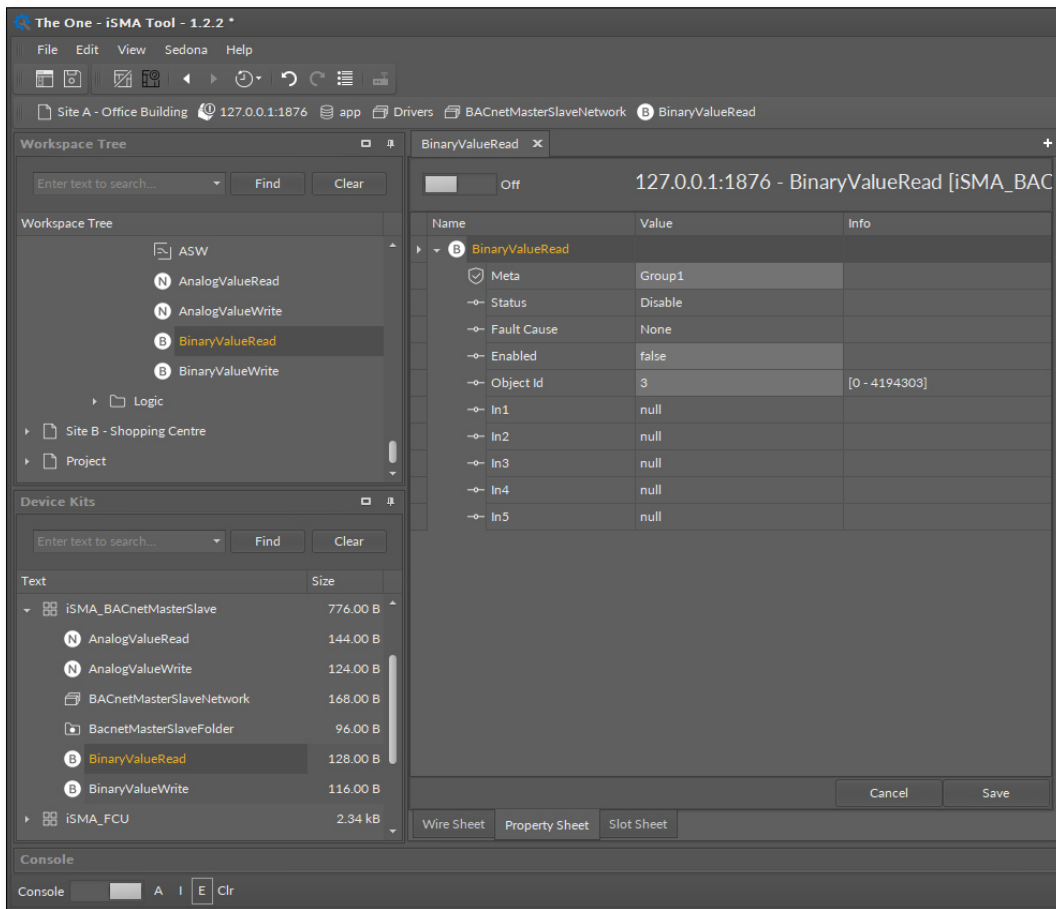 The One - iSMA Tool - 1.2.2 *
File Edit View Sedona Help
Site A - Office Building 127.0.0.1:1876 app Drivers BACnetMasterSlaveNetwork B BinaryValueRead
Workspace Tree
Enter text to search... Find Clear
Workspace Tree
ASW
N AnalogValueRead
N AnalogValueWrite
B BinaryValueRead
B BinaryValueWrite
Logic
Site B - Shopping Centre
Project
Device Kits
Enter text to search... Find Clear
Text Size
iSMA_BACnetMasterSlave 776.00 B
N AnalogValueRead 144.00 B
N AnalogValueWrite 124.00 B
BACnetMasterSlaveNetwork 168.00 B
BacnetMasterSlaveFolder 96.00 B
B BinaryValueRead 128.00 B
B BinaryValueWrite 116.00 B
iSMA_FCU 2.34 kB
BinaryValueRead x +
Off 127.0.0.1:1876 - BinaryValueRead [iSMA_BAC
Name Value Info
B BinaryValueRead
Meta Group1
Status Disable
Fault Cause None
Enabled false
Object Id 3 [0 - 4194303]
In1 null
In2 null
In3 null
In4 null
In5 null
Cancel Save
Wire Sheet Property Sheet Slot Sheet
Console
Console A I E Clr